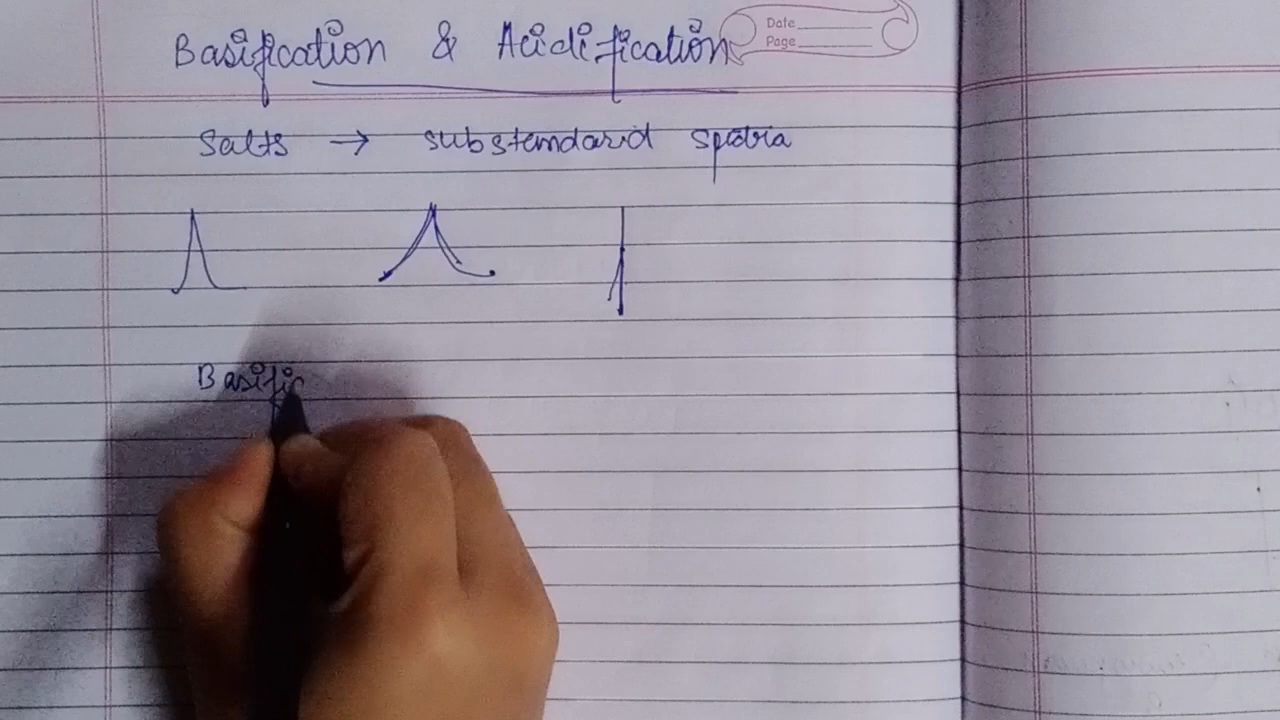 Basification & Acidification
Date
Page
Salts → substandard spectra
Basific